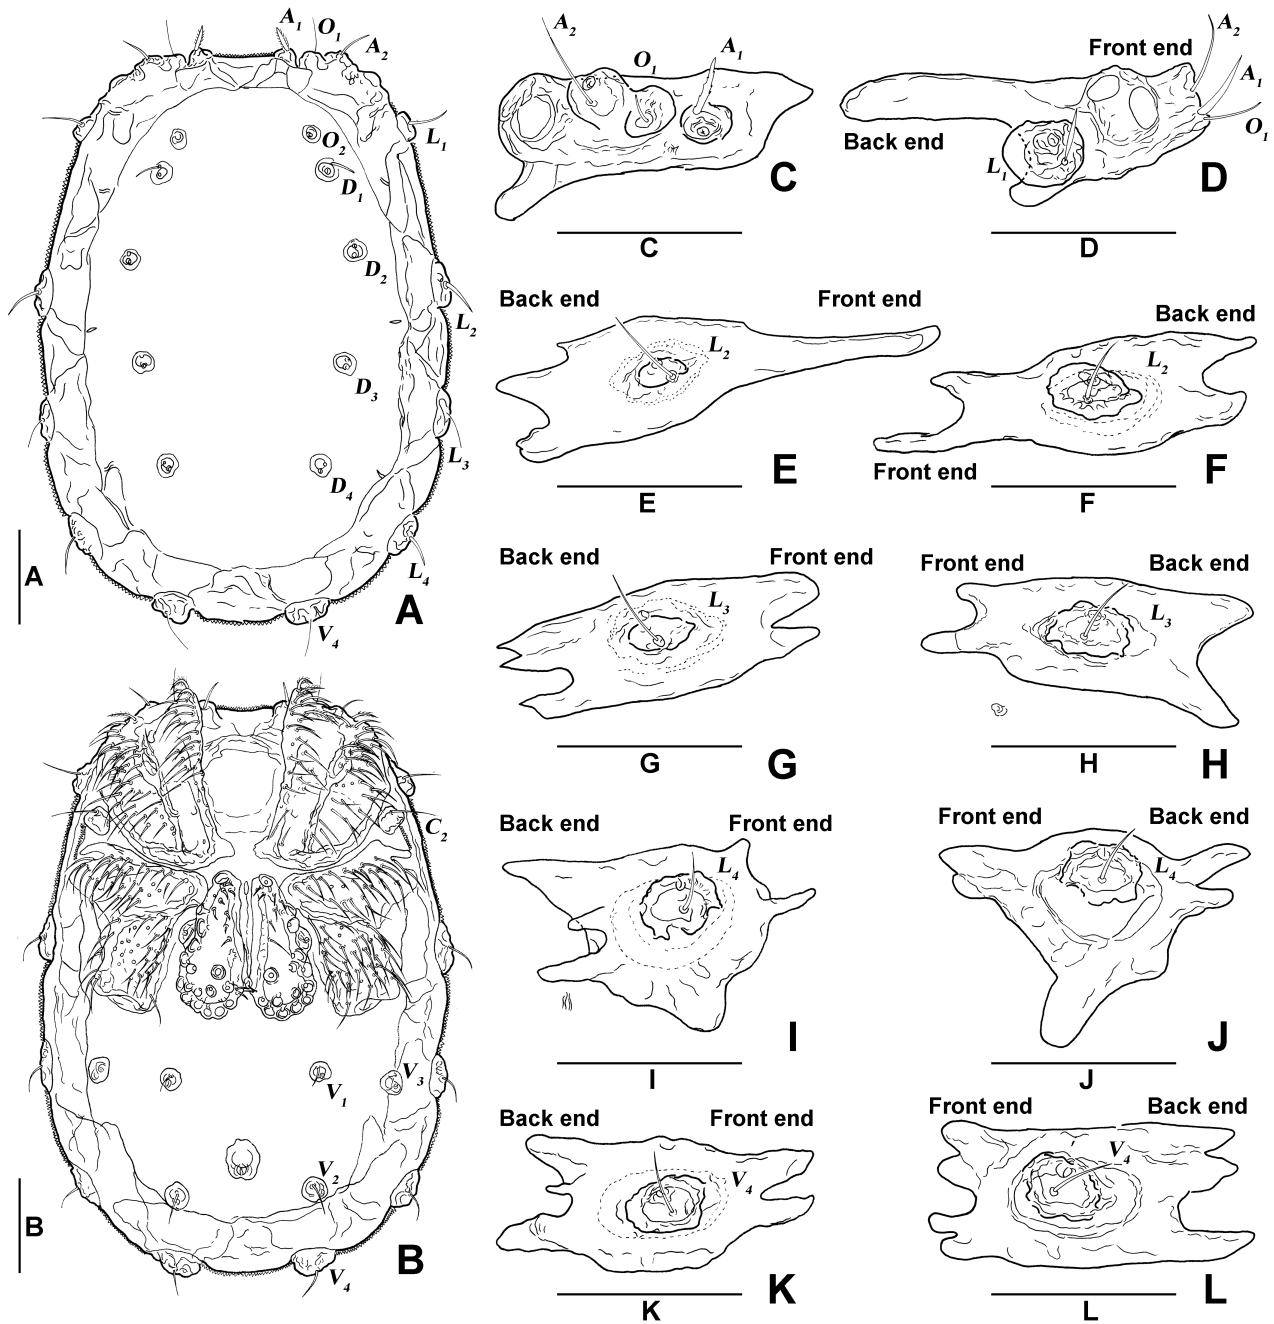 A₁ O₁ A₂
L₁
O₂
D₁
D₂
L₂
D₃
L₃
D₄
L₄
V₄
A
A
A₂ O₁ A₁
C
C
Front end
A₂
A₁
O₁
Back end
L₁
D
D
Back end Front end
L₂
E
E
Back end
L₂
Front end
F
F
Back end Front end
L₃
G
G
Front end Back end
L₃
H
H
C₂
V₁
V₃
V₂
V₄
B
B
Back end Front end
L₄
I
I
Front end Back end
L₄
J
J
Back end Front end
V₄
K
K
Front end Back end
V₄
L
L